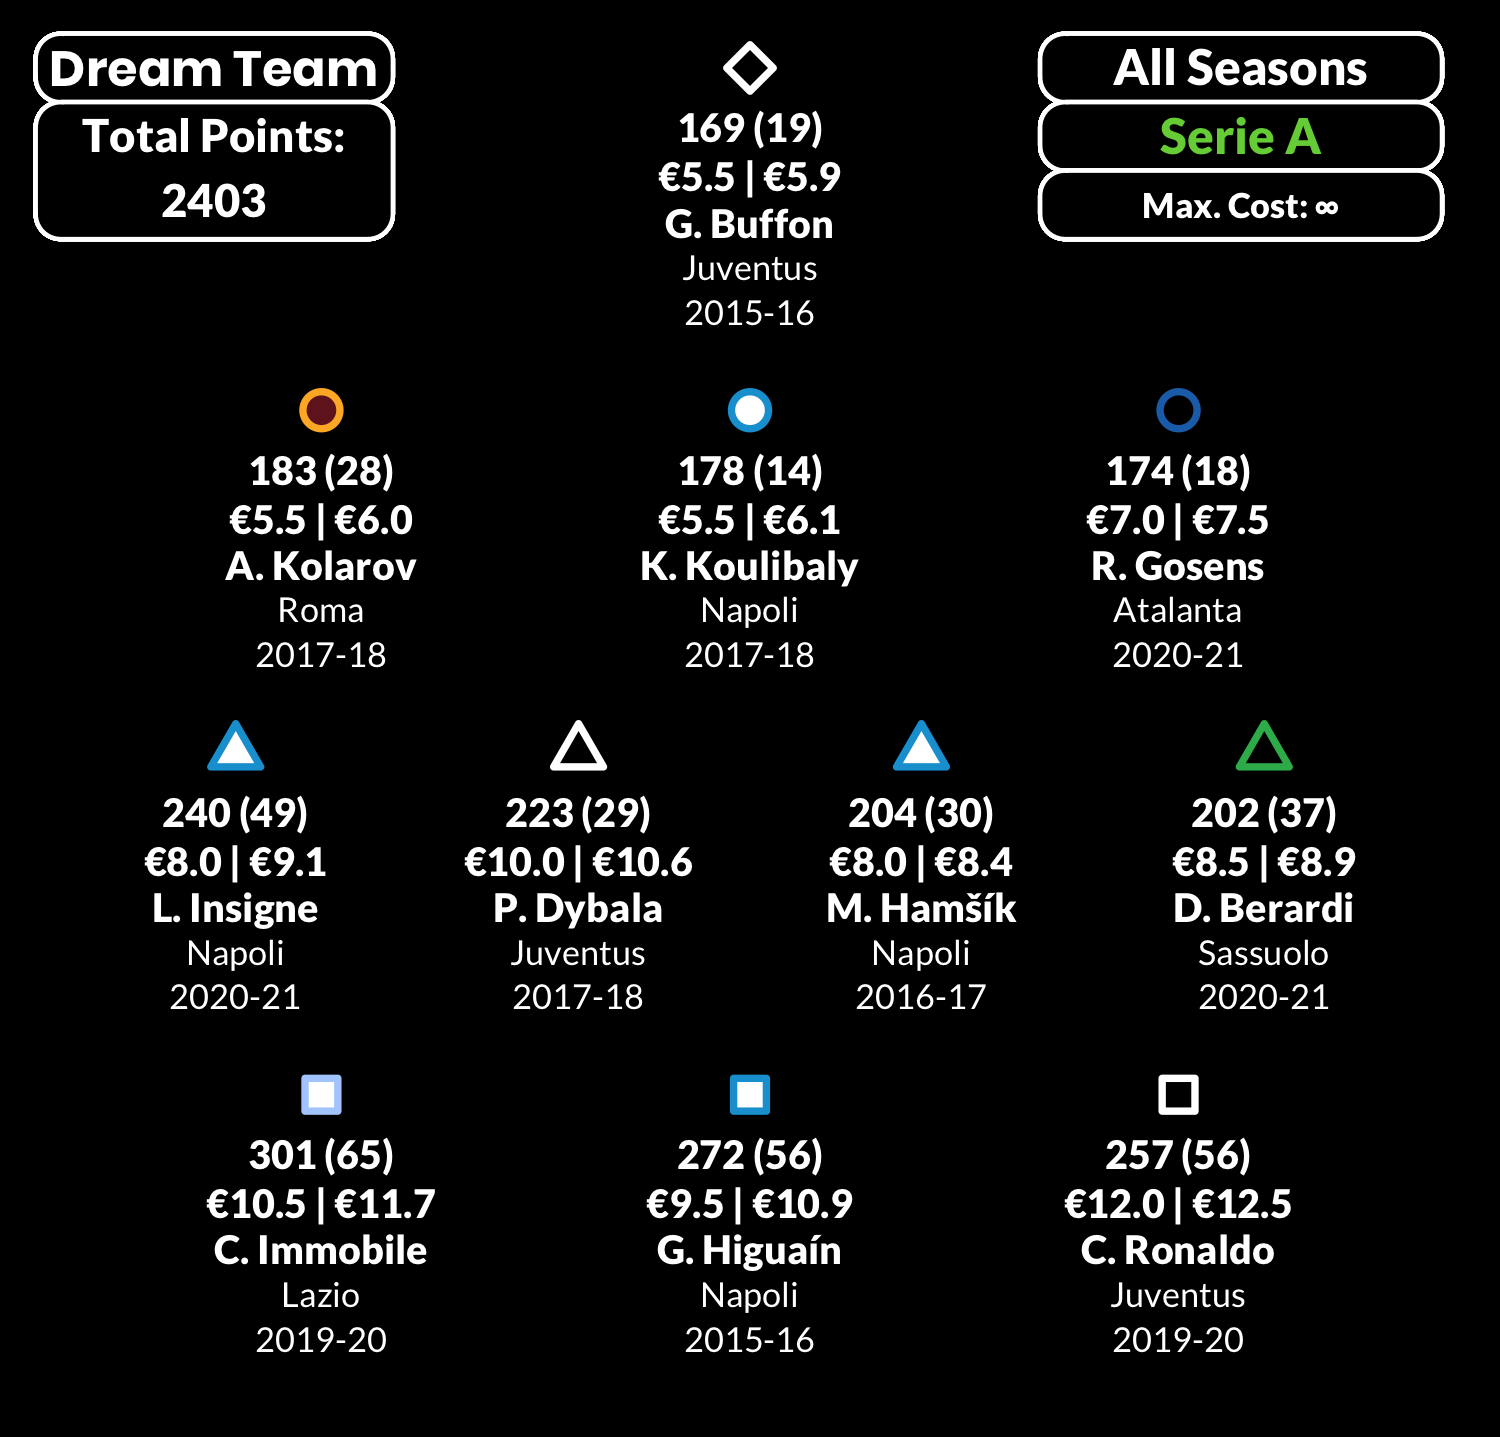 Dream Team
Total Points:
2403
All Seasons
Serie A
Max. Cost: ∞
169 (19)
€5.5 | €5.9
G. Buffon
Juventus
2015-16
183 (28)
€5.5 | €6.0
A. Kolarov
Roma
2017-18
178 (14)
€5.5 | €6.1
K. Koulibaly
Napoli
2017-18
174 (18)
€7.0 | €7.5
R. Gosens
Atalanta
2020-21
240 (49)
€8.0 | €9.1
L. Insigne
Napoli
2020-21
223 (29)
€10.0 | €10.6
P. Dybala
Juventus
2017-18
204 (30)
€8.0 | €8.4
M. Hamšík
Napoli
2016-17
202 (37)
€8.5 | €8.9
D. Berardi
Sassuolo
2020-21
301 (65)
€10.5 | €11.7
C. Immobile
Lazio
2019-20
272 (56)
€9.5 | €10.9
G. Higuaín
Napoli
2015-16
257 (56)
€12.0 | €12.5
C. Ronaldo
Juventus
2019-20